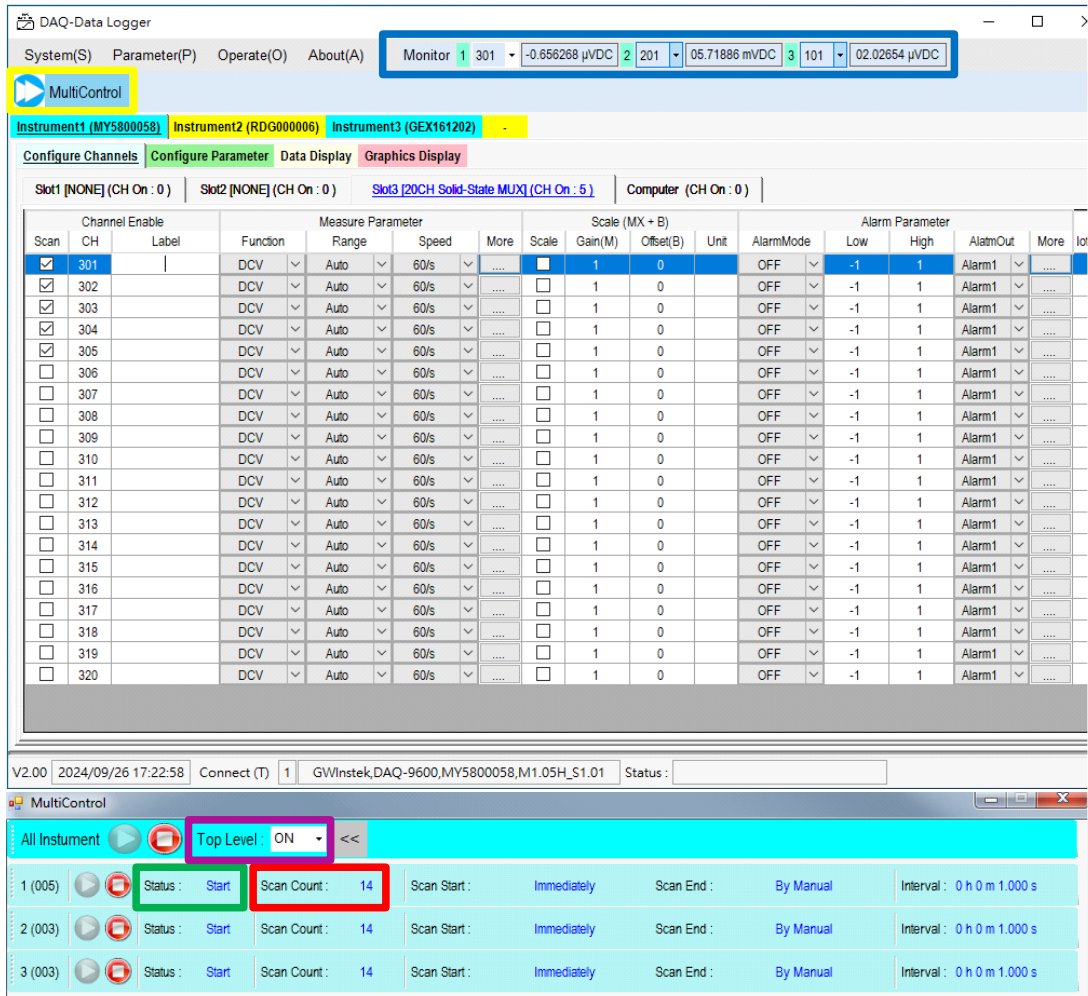 DAQ-Data Logger
System(S) Parameter(P) Operate(O) About(A) Monitor 1 301 -0.656268 µVDC 2 201 05.71886 mVDC 3 101 02.02654 µVDC
MultiControl
Instrument1 (MY5800058) Instrument2 (RDG000006) Instrument3 (GEX161202) -
Configure Channels Configure Parameter Data Display Graphics Display
Slot1 [NONE] (CH On : 0 ) Slot2 [NONE] (CH On : 0 ) Slot3 [20CH Solid-State MUX] (CH On : 5 ) Computer (CH On : 0 )
Channel Enable Measure Parameter Scale (MX + B) Alarm Parameter
Scan CH Label Function Range Speed More Scale Gain(M) Offset(B) Unit AlarmMode Low High AlatmOut More
301 DCV Auto 60/s .... 1 0 OFF -1 1 Alarm1 ....
302 DCV Auto 60/s .... 1 0 OFF -1 1 Alarm1 ....
303 DCV Auto 60/s .... 1 0 OFF -1 1 Alarm1 ....
304 DCV Auto 60/s .... 1 0 OFF -1 1 Alarm1 ....
305 DCV Auto 60/s .... 1 0 OFF -1 1 Alarm1 ....
306 DCV Auto 60/s .... 1 0 OFF -1 1 Alarm1 ....
307 DCV Auto 60/s .... 1 0 OFF -1 1 Alarm1 ....
308 DCV Auto 60/s .... 1 0 OFF -1 1 Alarm1 ....
309 DCV Auto 60/s .... 1 0 OFF -1 1 Alarm1 ....
310 DCV Auto 60/s .... 1 0 OFF -1 1 Alarm1 ....
311 DCV Auto 60/s .... 1 0 OFF -1 1 Alarm1 ....
312 DCV Auto 60/s .... 1 0 OFF -1 1 Alarm1 ....
313 DCV Auto 60/s .... 1 0 OFF -1 1 Alarm1 ....
314 DCV Auto 60/s .... 1 0 OFF -1 1 Alarm1 ....
315 DCV Auto 60/s .... 1 0 OFF -1 1 Alarm1 ....
316 DCV Auto 60/s .... 1 0 OFF -1 1 Alarm1 ....
317 DCV Auto 60/s .... 1 0 OFF -1 1 Alarm1 ....
318 DCV Auto 60/s .... 1 0 OFF -1 1 Alarm1 ....
319 DCV Auto 60/s .... 1 0 OFF -1 1 Alarm1 ....
320 DCV Auto 60/s .... 1 0 OFF -1 1 Alarm1 ....
V2.00 2024/09/26 17:22:58 Connect (T) 1 GWInstek,DAQ-9600,MY5800058,M1.05H_S1.01 Status :
MultiControl
All Instument Top Level : ON <<
1 (005) Status : Start Scan Count : 14 Scan Start : Immediately Scan End : By Manual Interval : 0 h 0 m 1.000 s
2 (003) Status : Start Scan Count : 14 Scan Start : Immediately Scan End : By Manual Interval : 0 h 0 m 1.000 s
3 (003) Status : Start Scan Count : 14 Scan Start : Immediately Scan End : By Manual Interval : 0 h 0 m 1.000 s